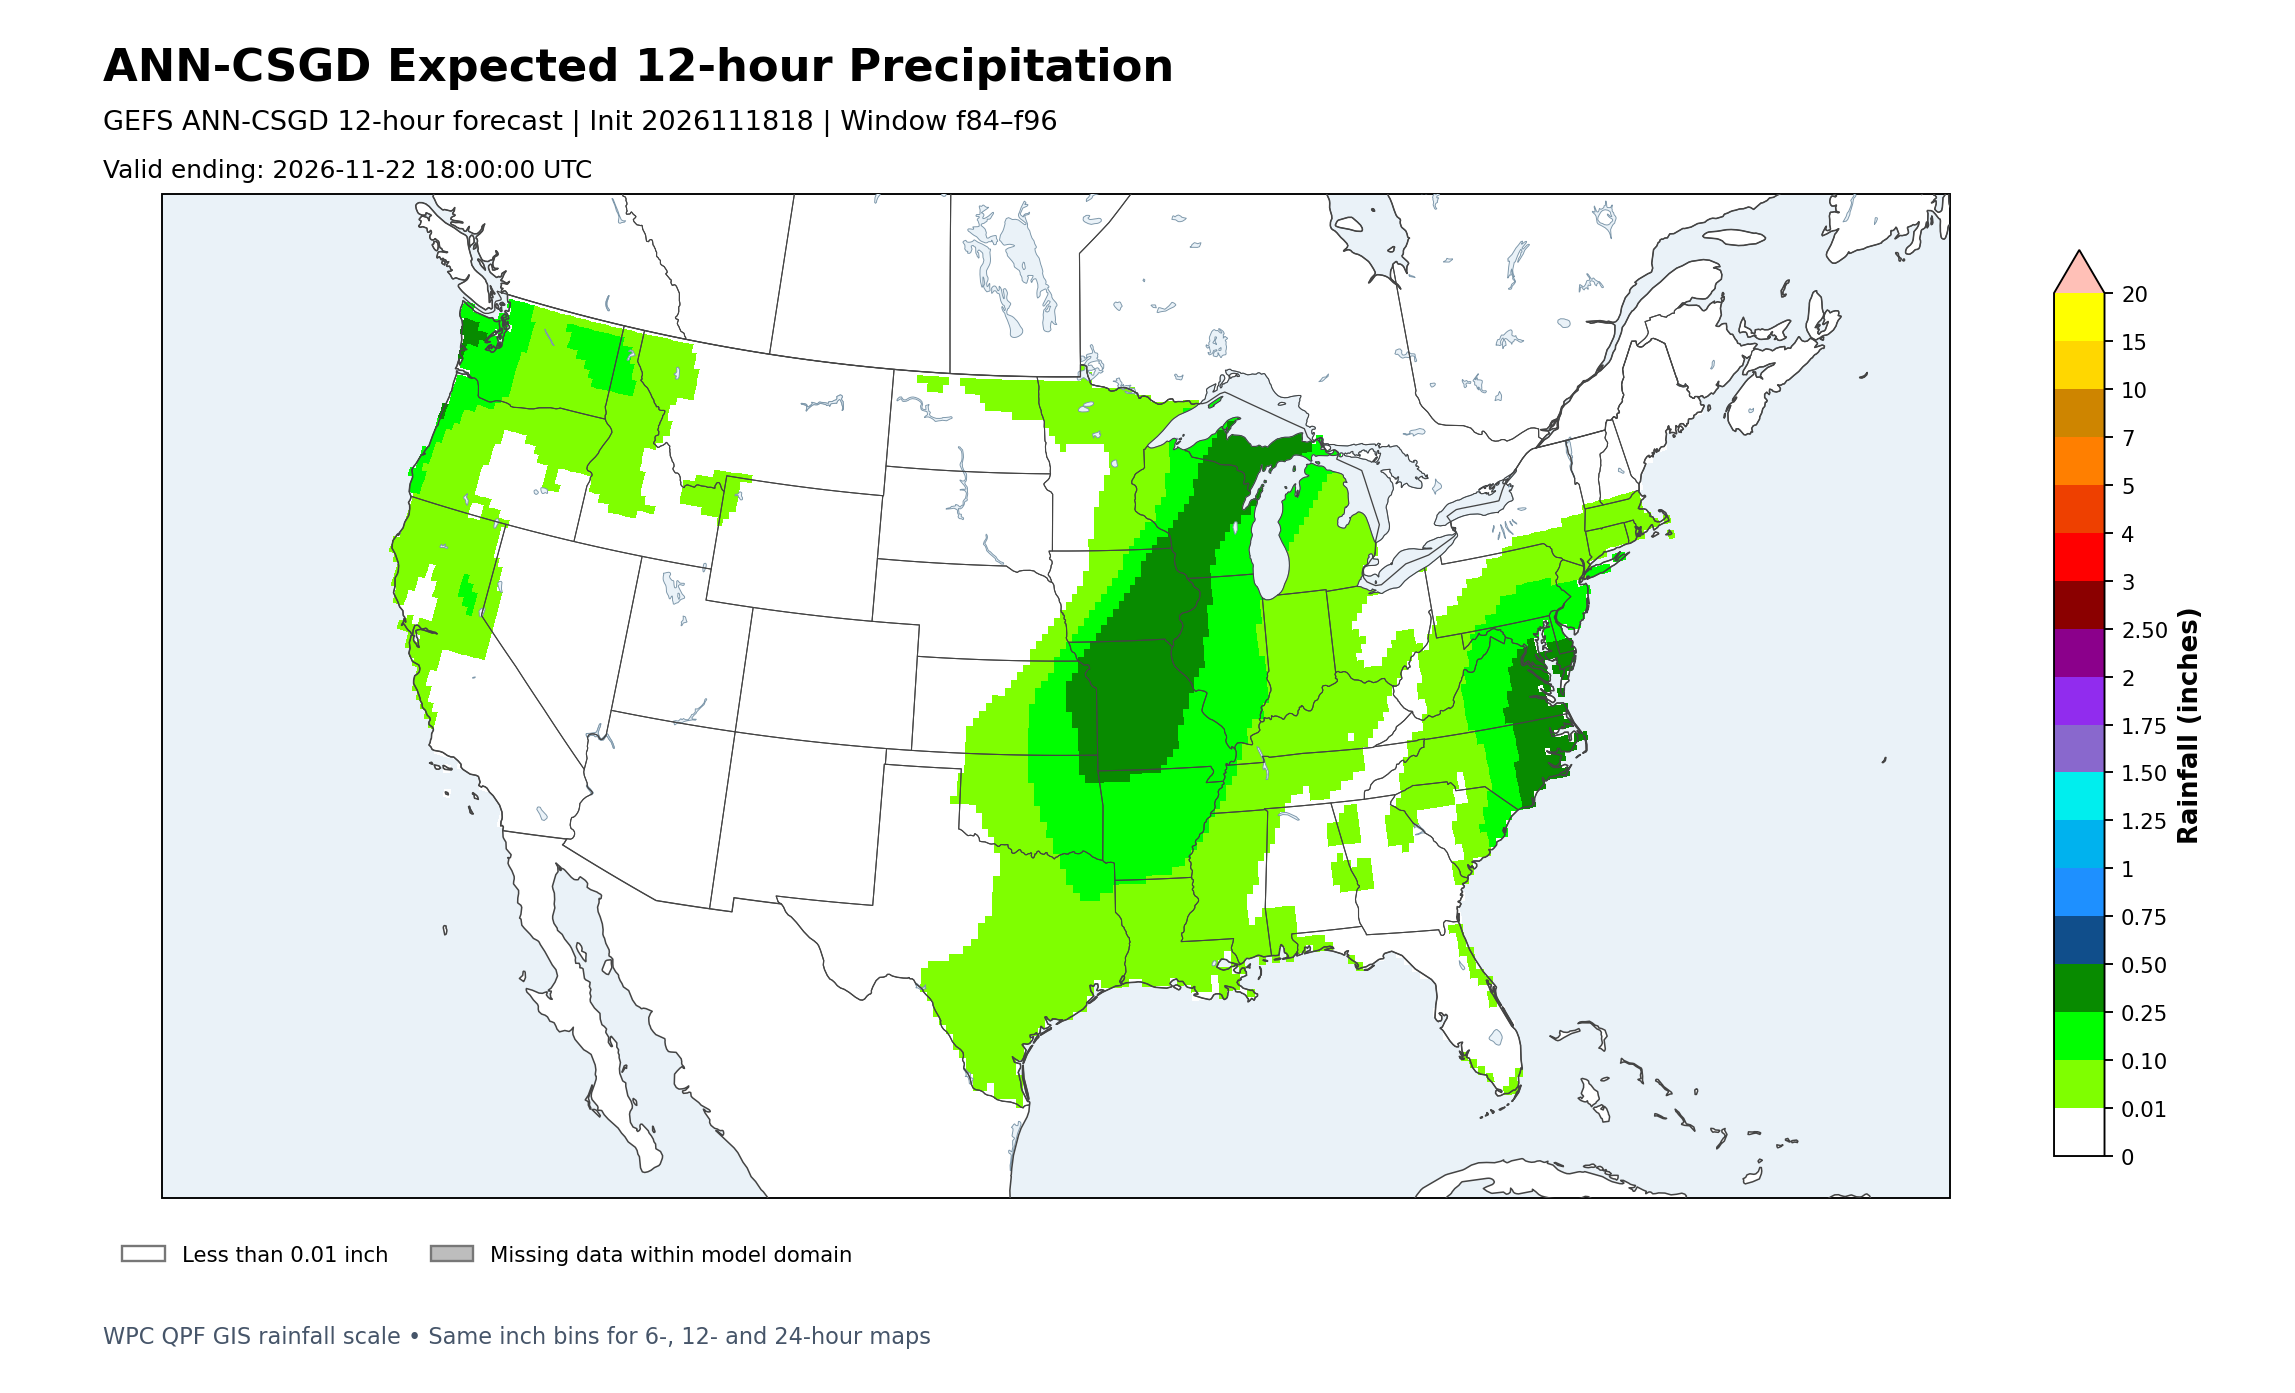 ANN-CSGD Expected 12-hour Precipitation
GEFS ANN-CSGD 12-hour forecast | Init 2026111818 | Window f84–f96
Valid ending: 2026-11-22 18:00:00 UTC
20
15
10
7
5
4
3
2.50
2
1.75
1.50
1.25
1
0.75
0.50
0.25
0.10
0.01
0
Rainfall (inches)
Less than 0.01 inch
Missing data within model domain
WPC QPF GIS rainfall scale • Same inch bins for 6-, 12- and 24-hour maps